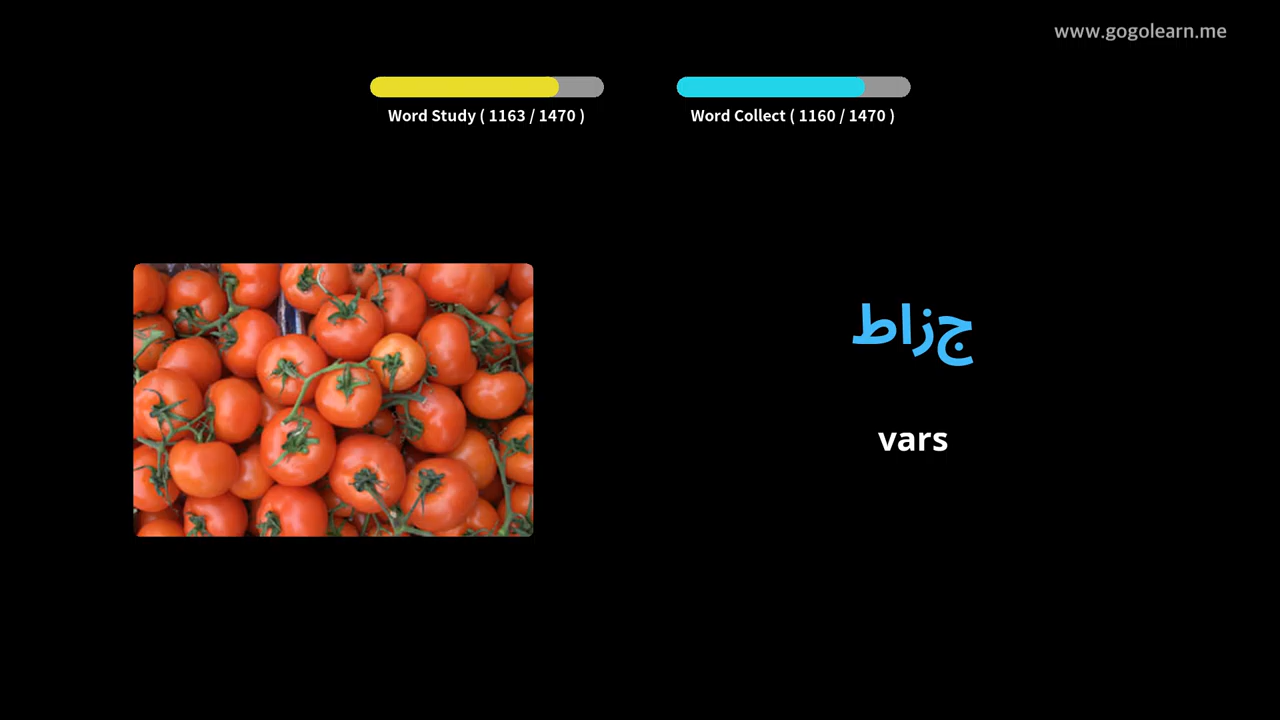 www.gogolearn.me
Word Study ( 1163 / 1470 )
Word Collect ( 1160 / 1470 )
جزاط
vars